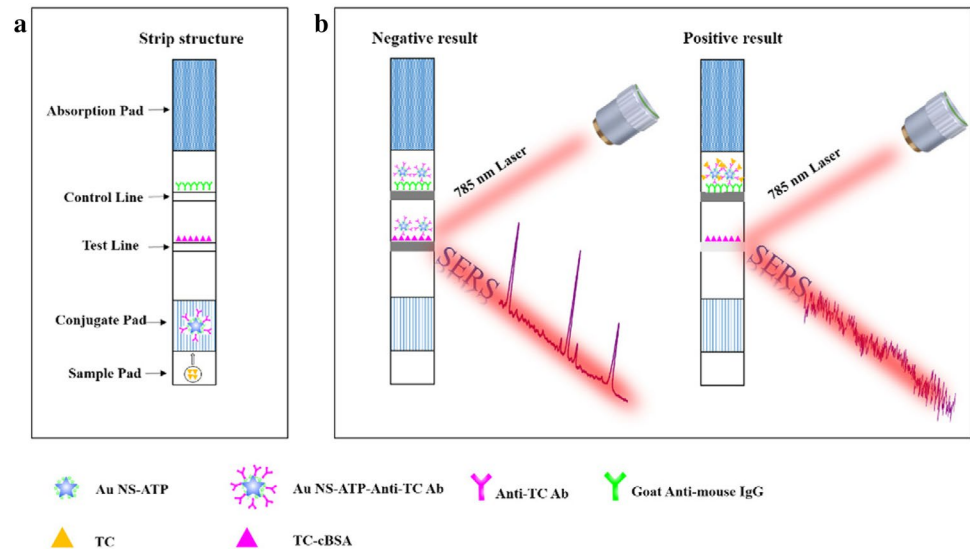 a
Strip structure
Absorption Pad
Control Line
Test Line
Conjugate Pad
Sample Pad
b
Negative result
Positive result
785 nm Laser
785 nm Laser
SERS
SERS
Au NS-ATP
Au NS-ATP-Anti-TC Ab
Anti-TC Ab
Goat Anti-mouse IgG
TC
TC-cBSA